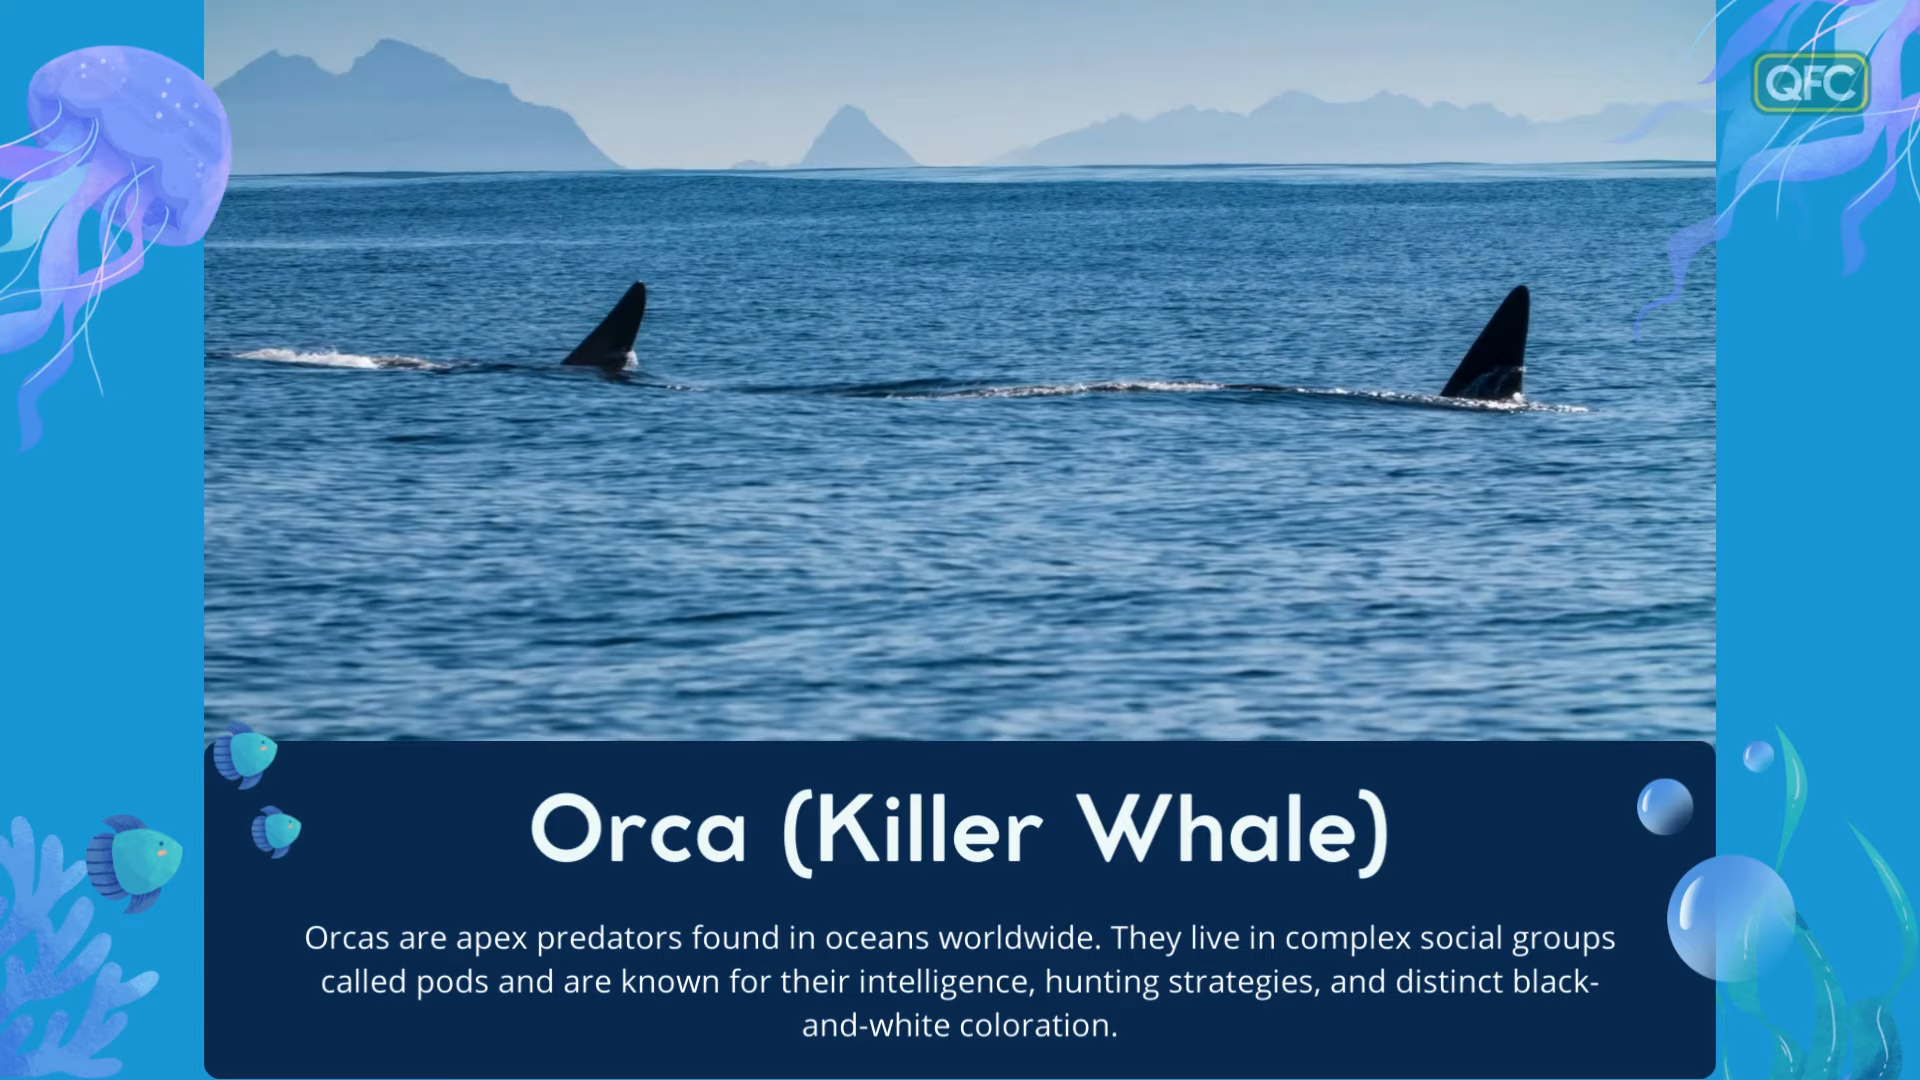 QFC
Orca (Killer Whale)
Orcas are apex predators found in oceans worldwide. They live in complex social groups
called pods and are known for their intelligence, hunting strategies, and distinct black-
and-white coloration.